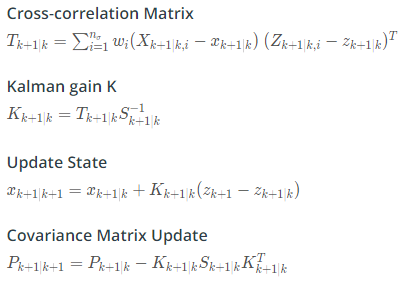 Cross-correlation Matrix
T_{k+1|k} = \sum_{i=1}^{n_σ} w_i(X_{k+1|k,i} − x_{k+1|k}) (Z_{k+1|k,i} − z_{k+1|k})^T
Kalman gain K
K_{k+1|k} = T_{k+1|k}S_{k+1|k}^{−1}
Update State
x_{k+1|k+1} = x_{k+1|k} + K_{k+1|k}(z_{k+1} − z_{k+1|k})
Covariance Matrix Update
P_{k+1|k+1} = P_{k+1|k} − K_{k+1|k}S_{k+1|k}K_{k+1|k}^T